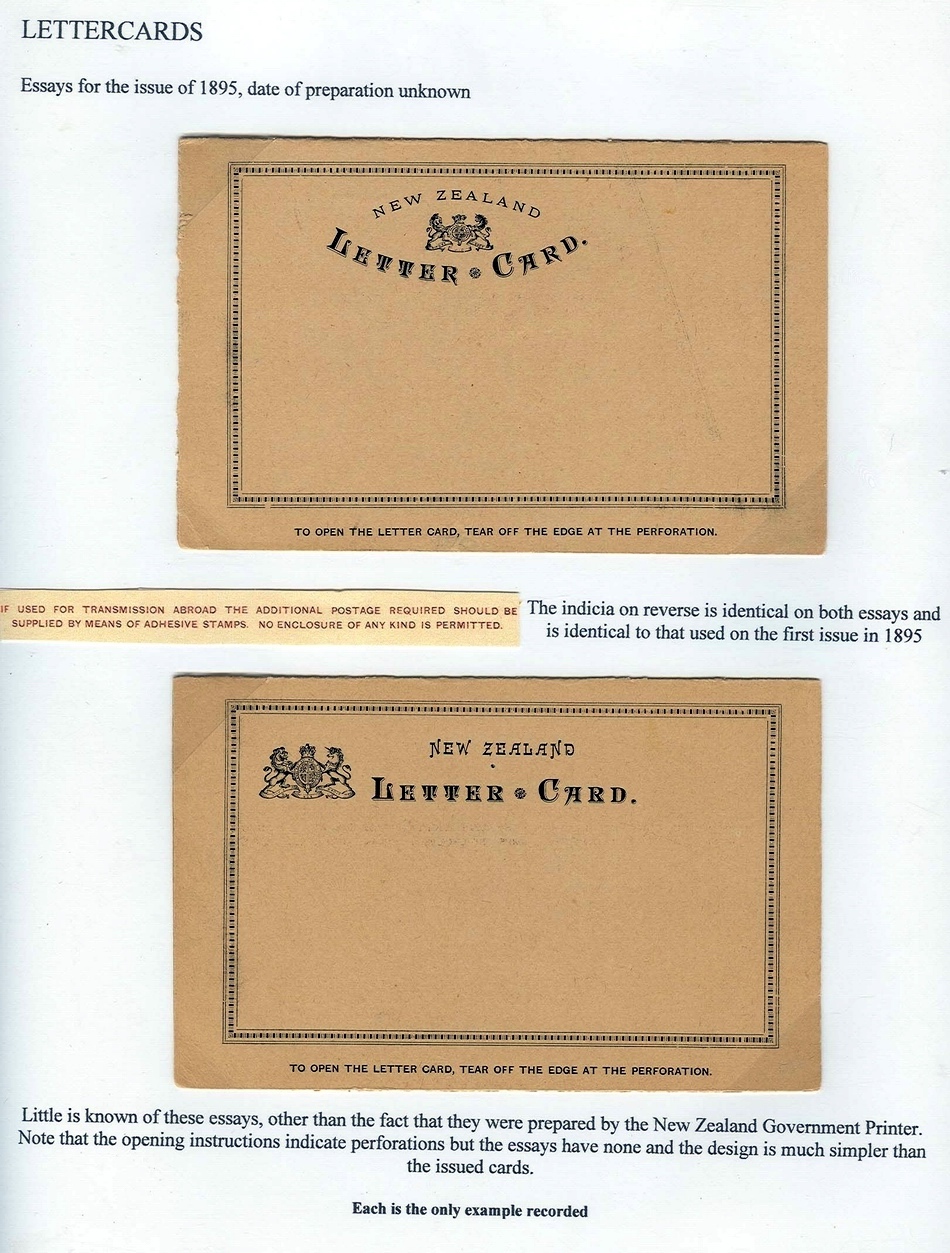 LETTERCARDS
Essays for the issue of 1895, date of preparation unknown
NEW ZEALAND
LETTER CARD.
TO OPEN THE LETTER CARD, TEAR OFF THE EDGE AT THE PERFORATION.
IF USED FOR TRANSMISSION ABROAD THE ADDITIONAL POSTAGE REQUIRED SHOULD BE
SUPPLIED BY MEANS OF ADHESIVE STAMPS. NO ENCLOSURE OF ANY KIND IS PERMITTED.
The indicia on reverse is identical on both essays and
is identical to that used on the first issue in 1895
NEW ZEALAND
LETTER CARD.
TO OPEN THE LETTER CARD, TEAR OFF THE EDGE AT THE PERFORATION.
Little is known of these essays, other than the fact that they were prepared by the New Zealand Government Printer.
Note that the opening instructions indicate perforations but the essays have none and the design is much simpler than
the issued cards.
Each is the only example recorded